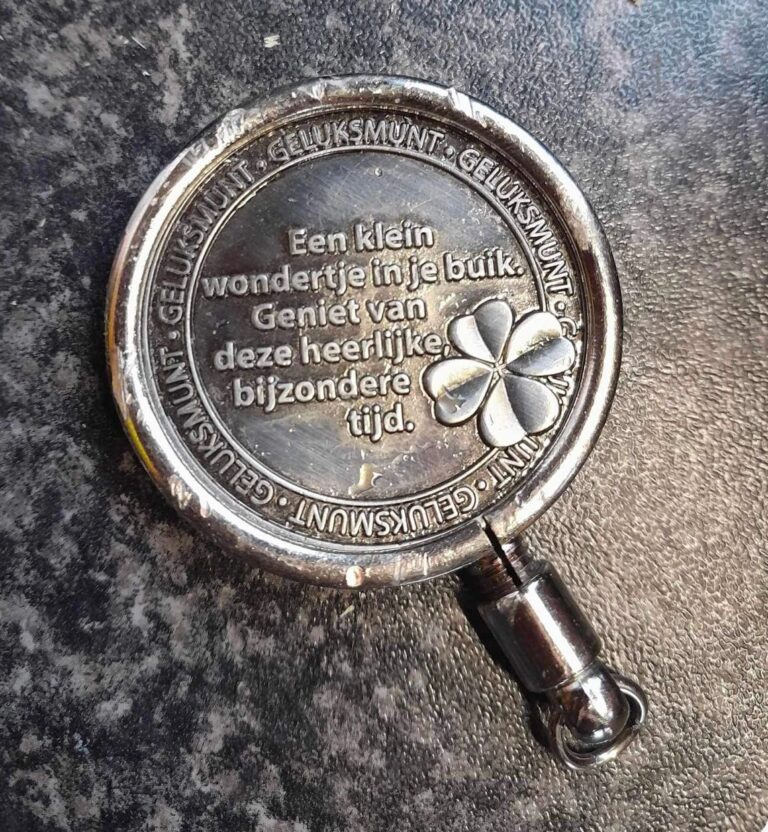 GELUKSMUNT • GELUKSMUNT • GELUKSMUNT • GELUKSMUNT • GELUKSMUNT • GELUKSMUNT
Een klein
wondertje in je buik.
Geniet van
deze heerlijke,
bijzondere
tijd.